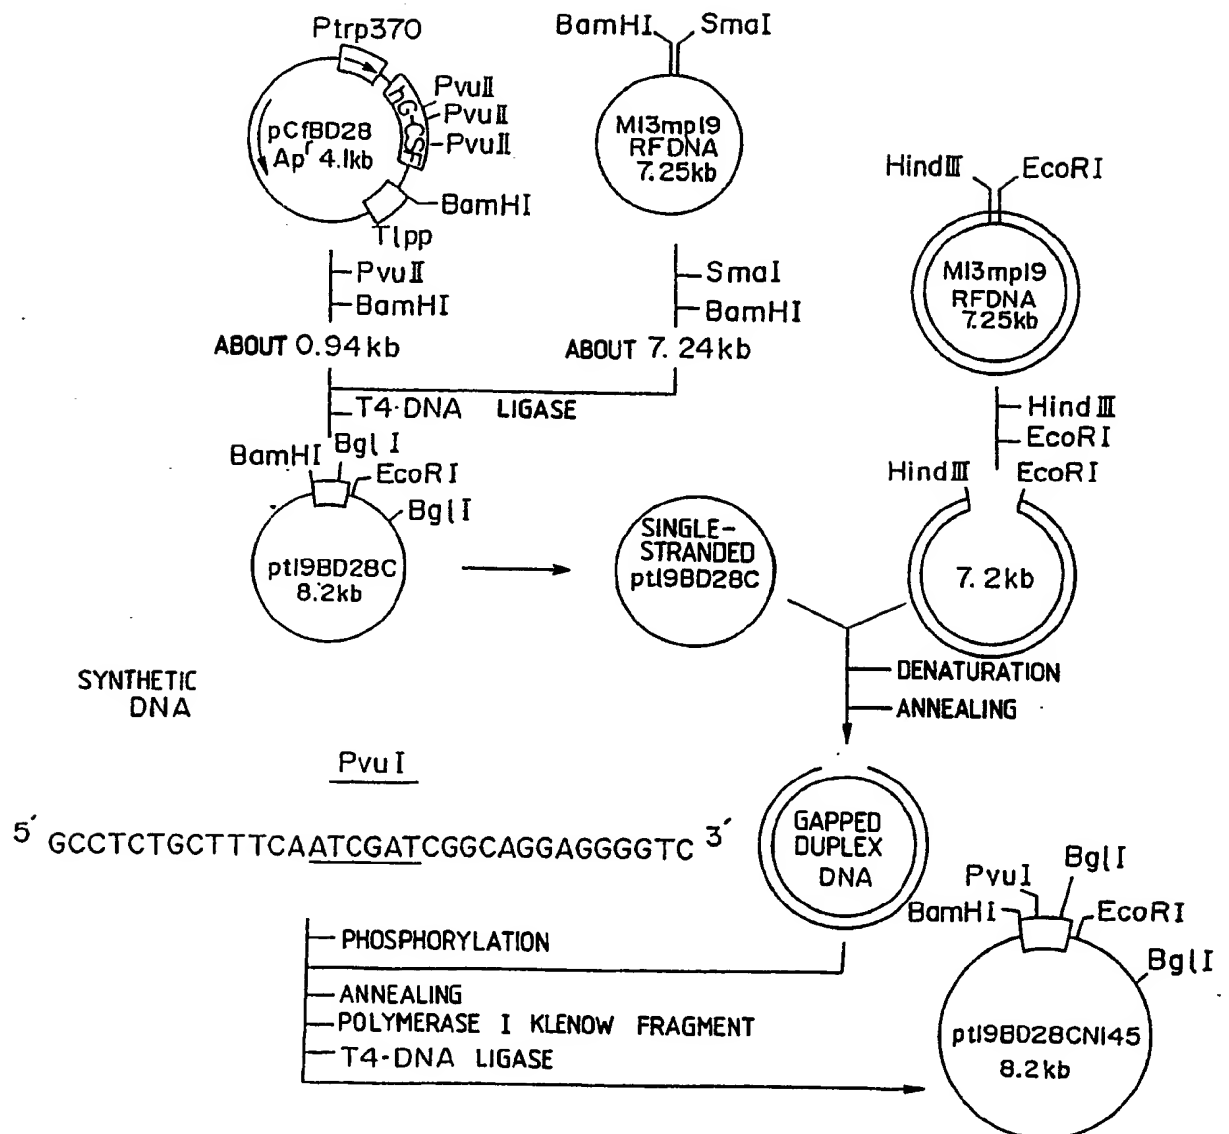 Ptrp370
hG-CSF
PvuⅡ
PvuⅡ
PvuⅡ
pCfBD28
Apʳ 4.1kb
BamHI
Tlpp
PvuⅡ
BamHI
ABOUT 0.94kb
BamHI SmaI
M13mp19
RFDNA
7.25kb
SmaI
BamHI
ABOUT 7.24kb
T4·DNA LIGASE
HindⅢ EcoRI
M13mp19
RFDNA
7.25kb
HindⅢ
EcoRI
HindⅢ EcoRI
7.2kb
BamHI BglI
EcoRI
BglI
pt19BD28C
8.2kb
SINGLE-
STRANDED
pt19BD28C
DENATURATION
ANNEALING
SYNTHETIC
DNA
PvuI
5′ GCCTCTGCTTTCAATCGATCGGCAGGAGGGGTC 3′
GAPPED
DUPLEX
DNA
PHOSPHORYLATION
ANNEALING
POLYMERASE I KLENOW FRAGMENT
T4-DNA LIGASE
PvuI BglI
BamHI EcoRI
BglI
pt19BD28CN145
8.2kb